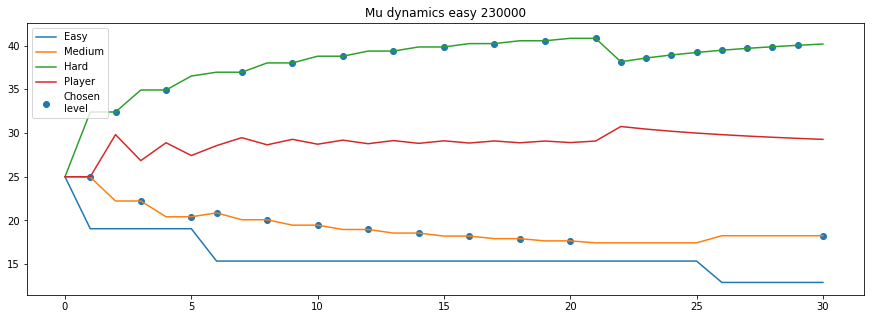 Mu dynamics easy 230000
Easy
Medium
Hard
Player
Chosen
level
40
35
30
25
20
15
0 5 10 15 20 25 30